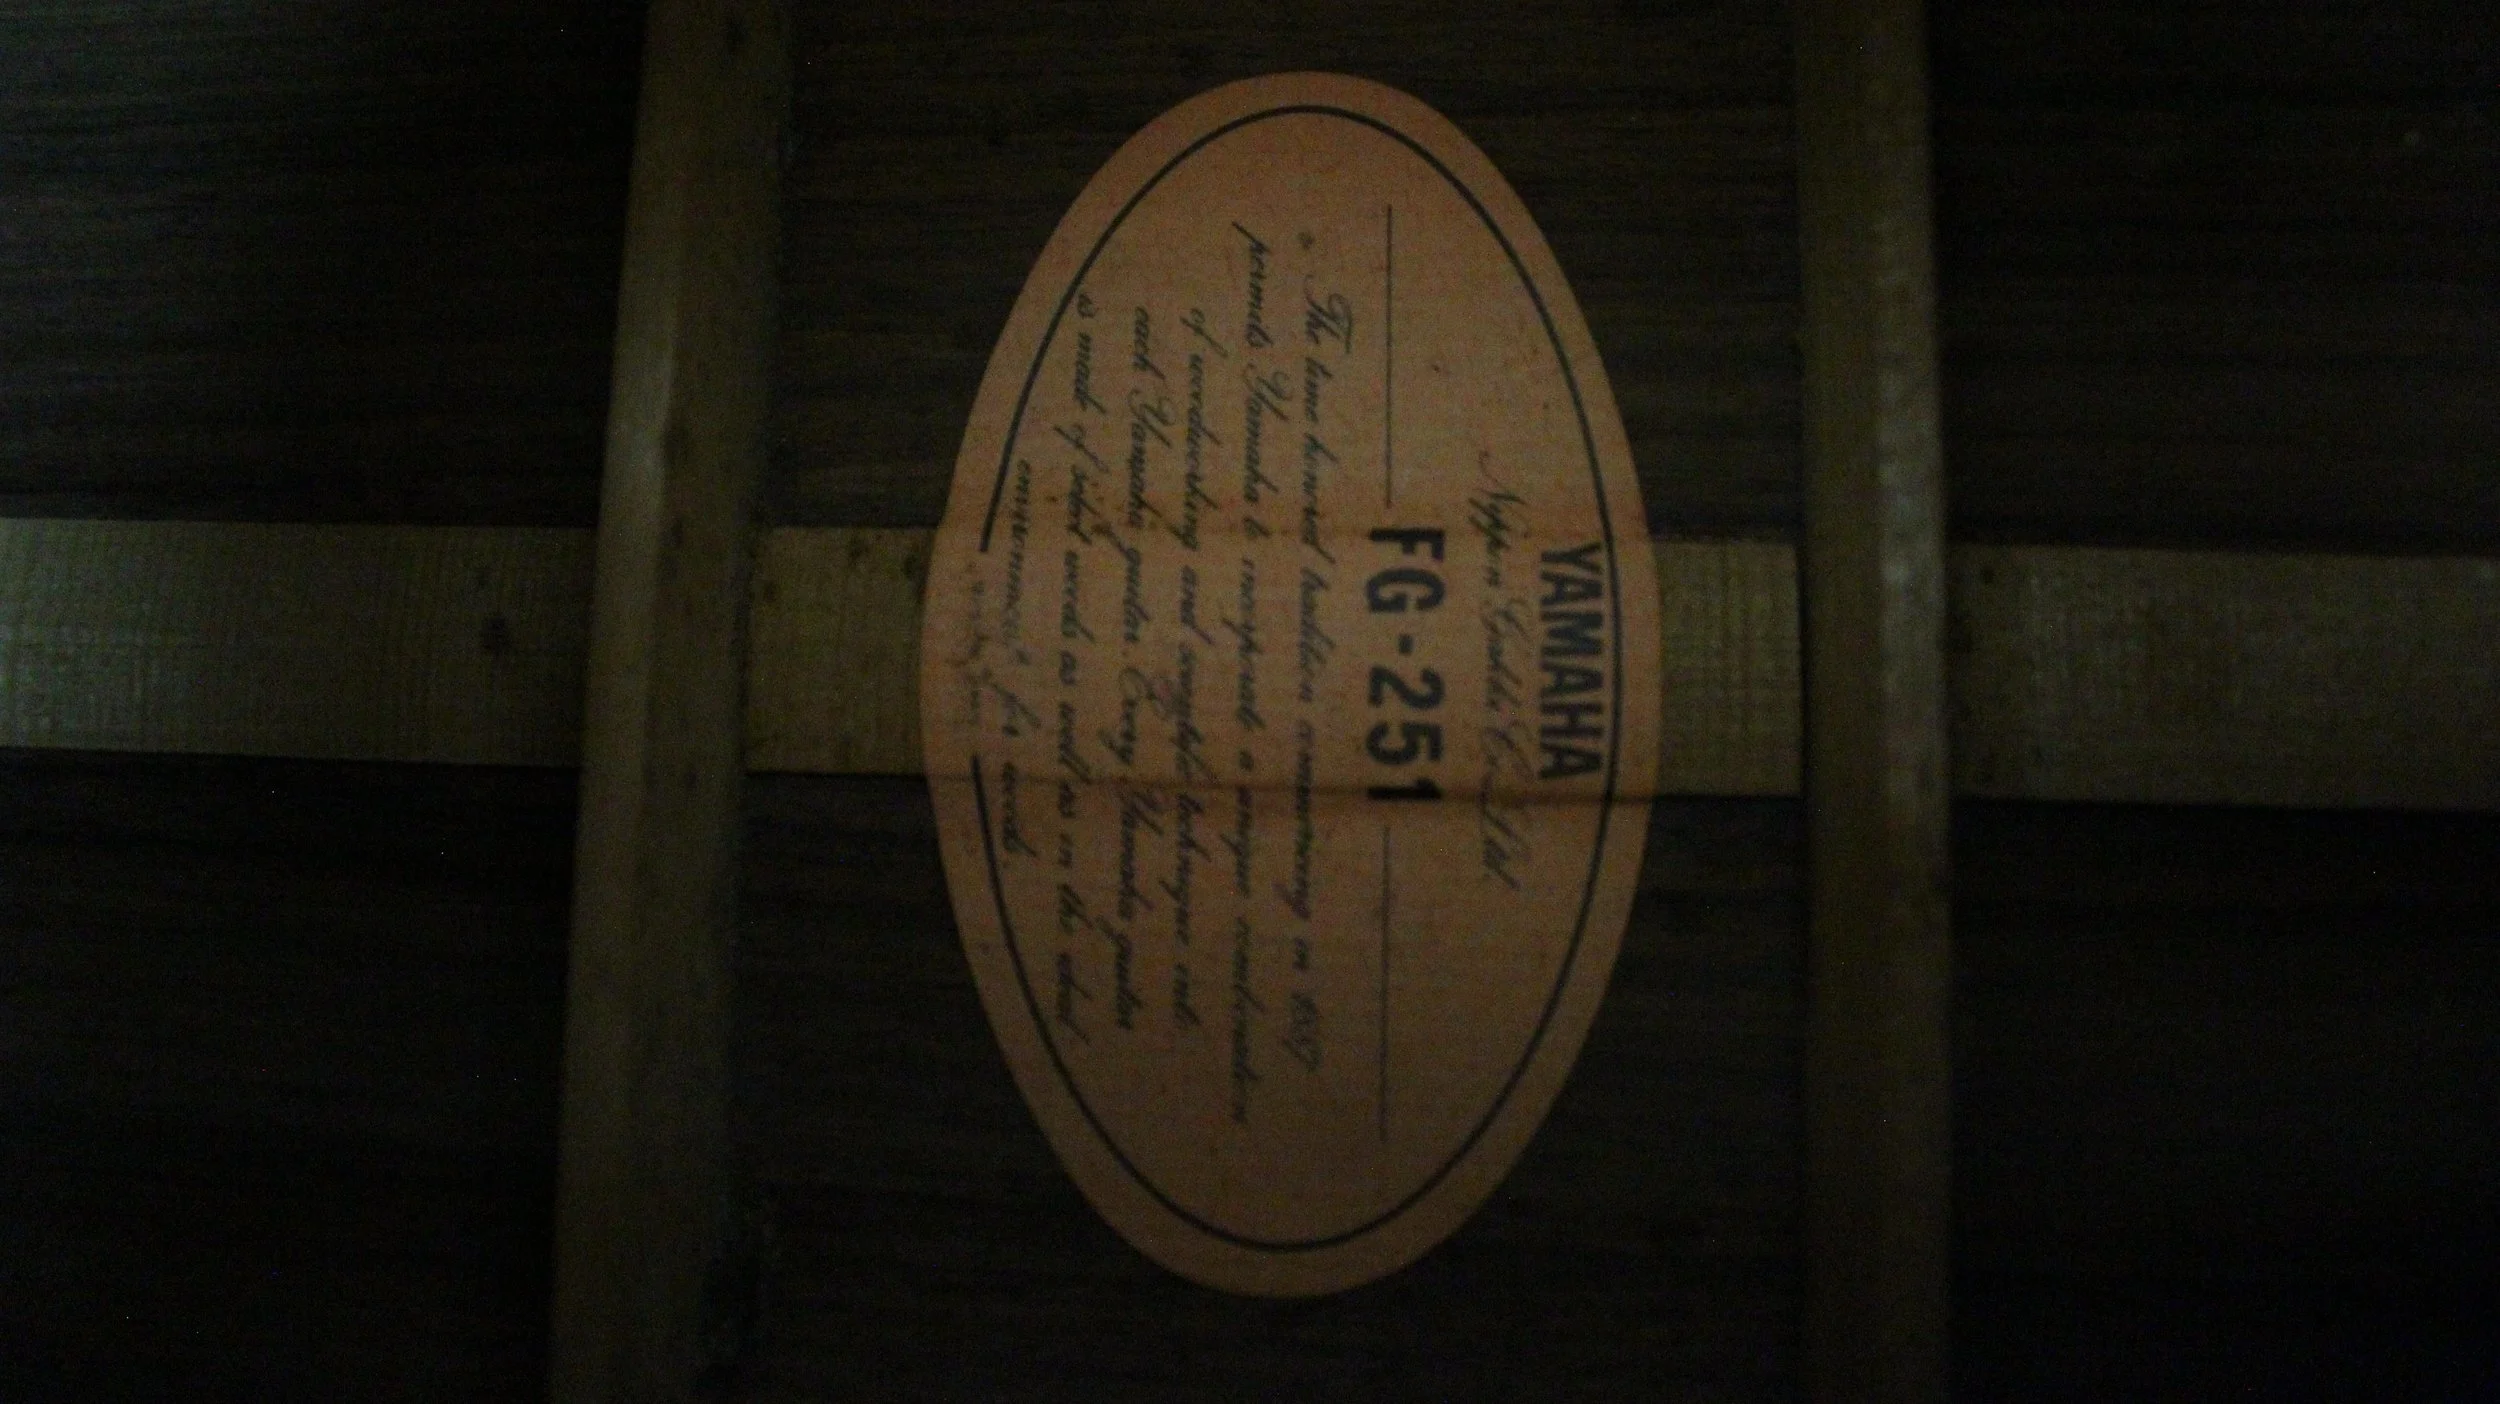 YAMAHA
Nippon Gakki Co. Ltd.
FG-251
The time honored tradition commencing in 1887
permits Yamaha to incorporate a unique combination
of woodworking and scientific techniques into
each Yamaha guitar. Every Yamaha guitar
is made of select woods as well as in the ideal
environment for wood.